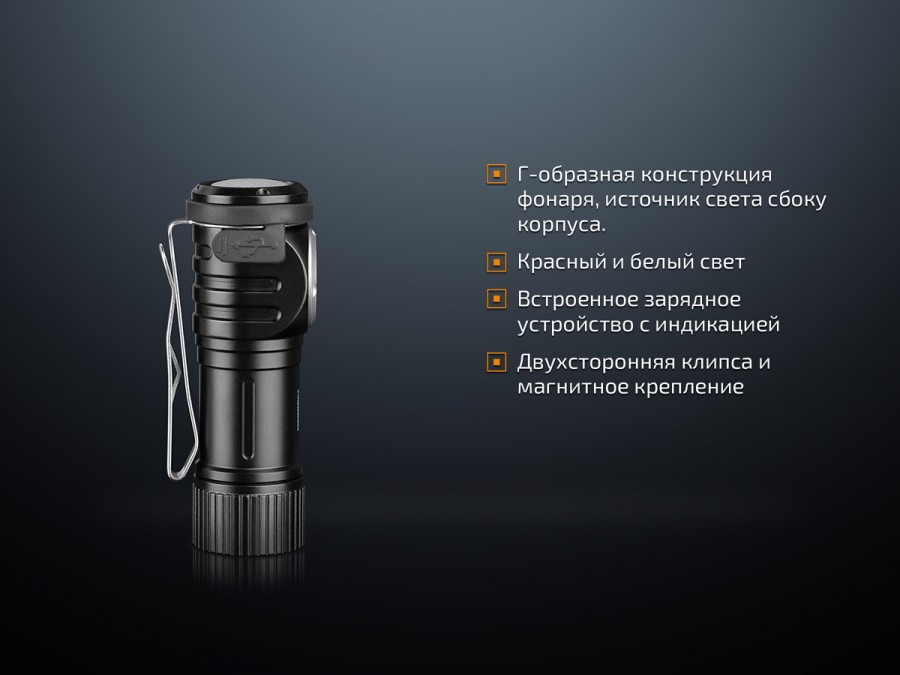 Г-образная конструкция
фонаря, источник света сбоку
корпуса.
Красный и белый свет
Встроенное зарядное
устройство с индикацией
Двухсторонняя клипса и
магнитное крепление